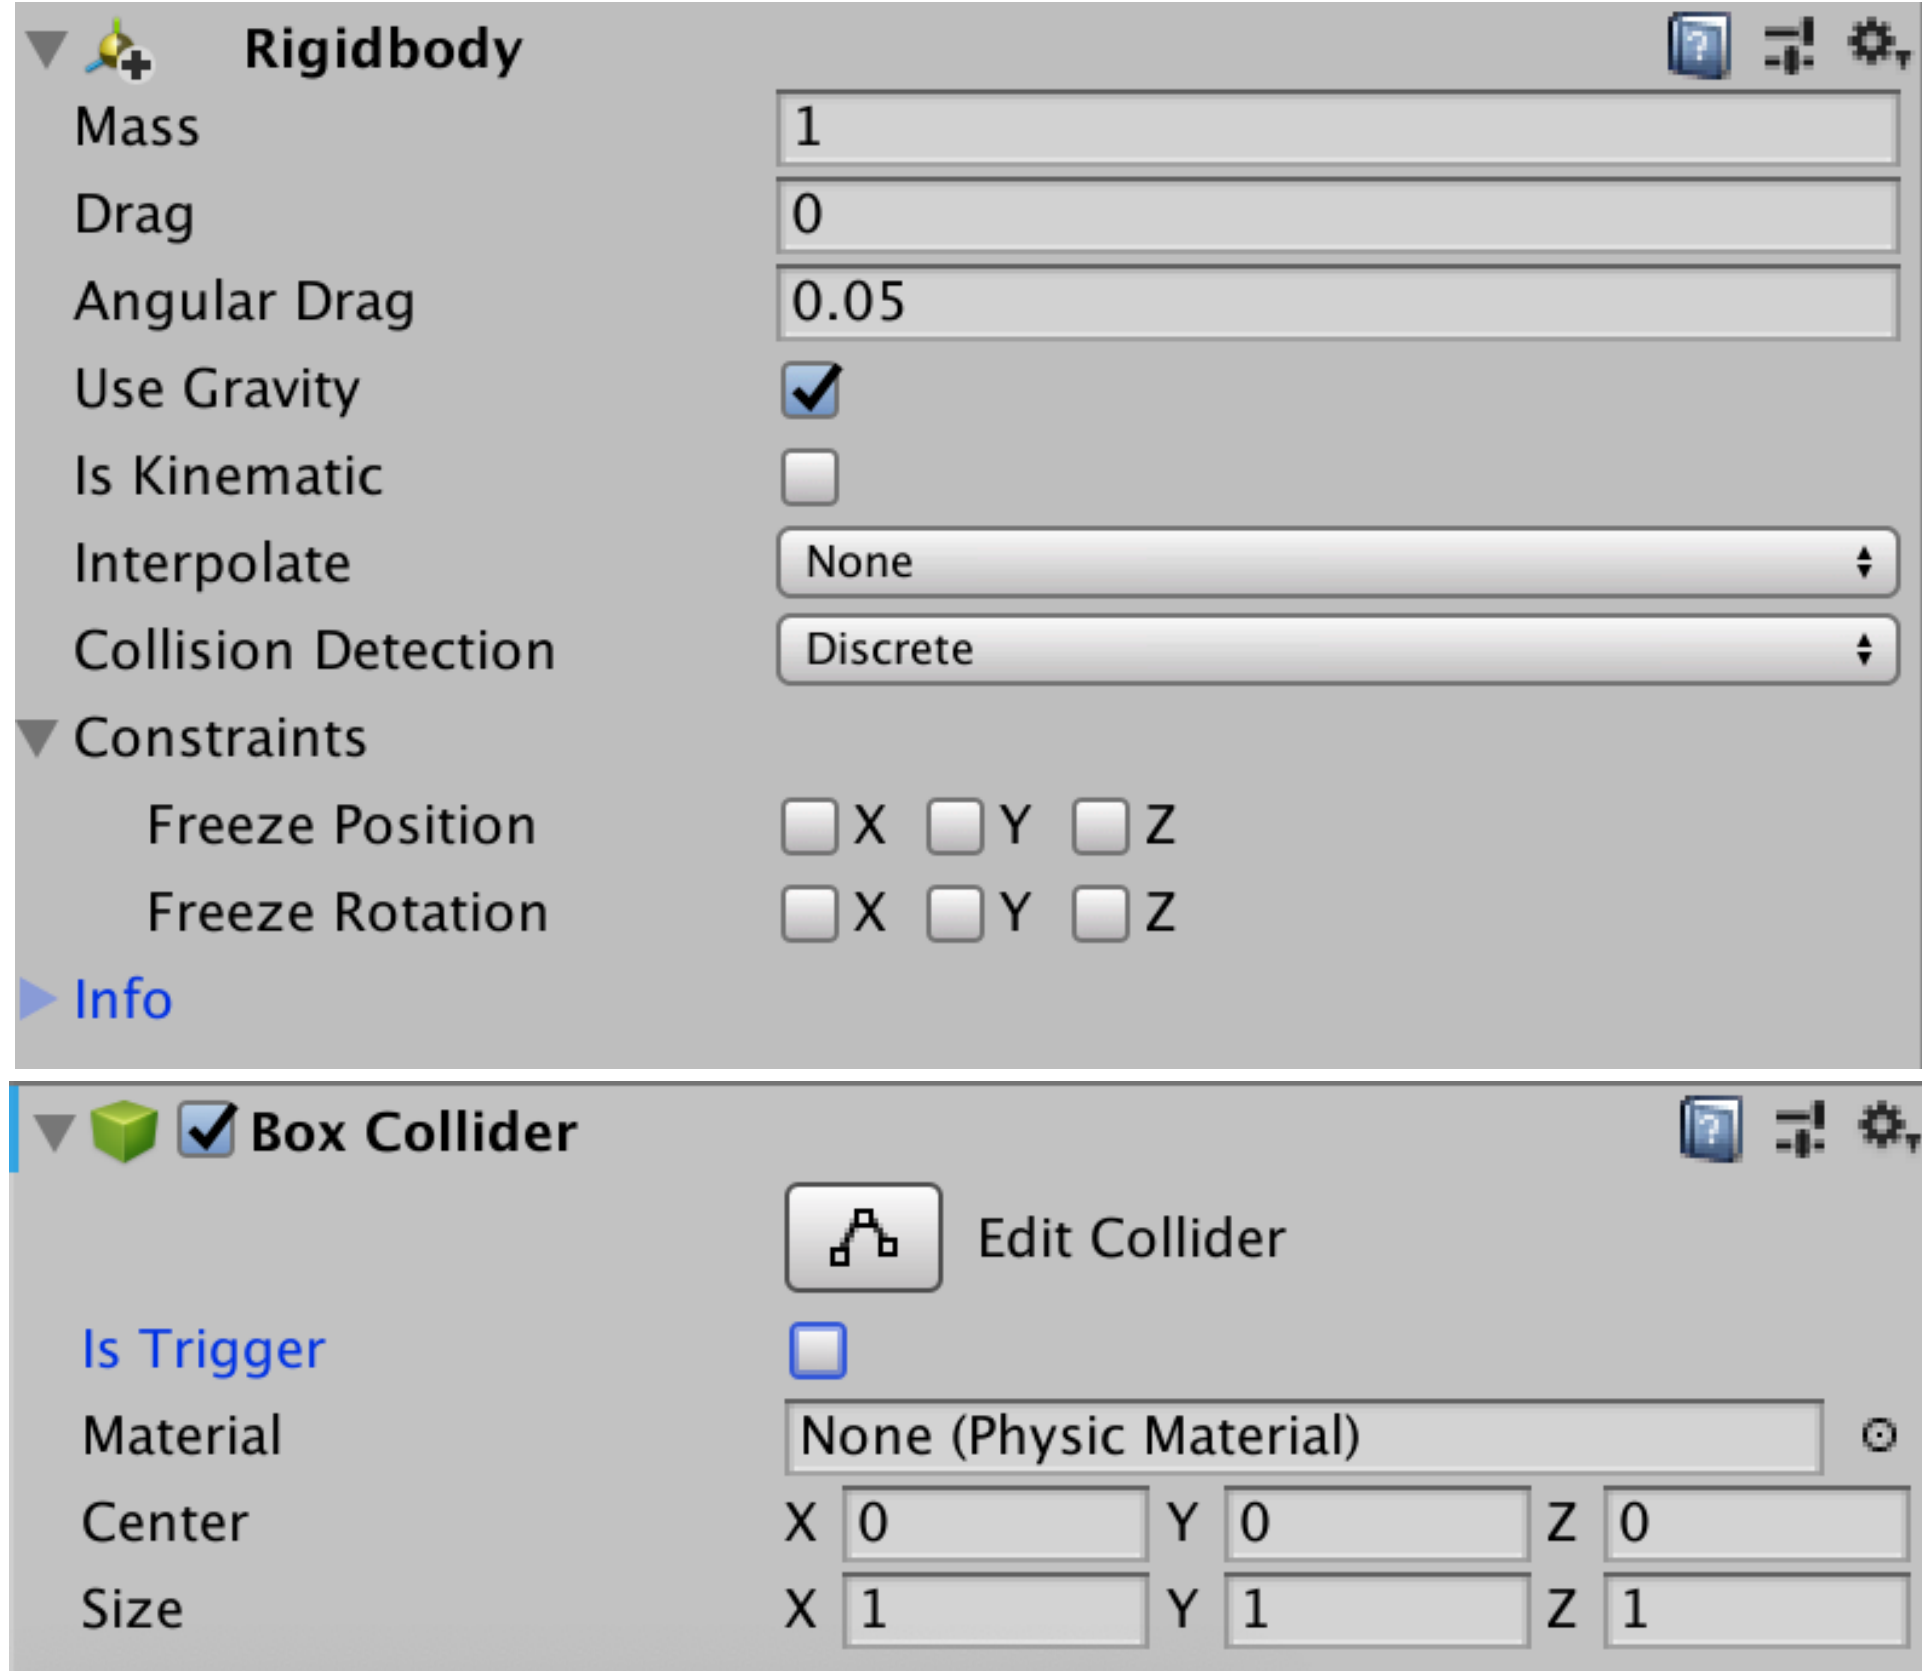 Rigidbody
Mass 1
Drag 0
Angular Drag 0.05
Use Gravity
Is Kinematic
Interpolate None
Collision Detection Discrete
Constraints
Freeze Position X Y Z
Freeze Rotation X Y Z
Info
Box Collider
Edit Collider
Is Trigger
Material None (Physic Material)
Center X 0 Y 0 Z 0
Size X 1 Y 1 Z 1